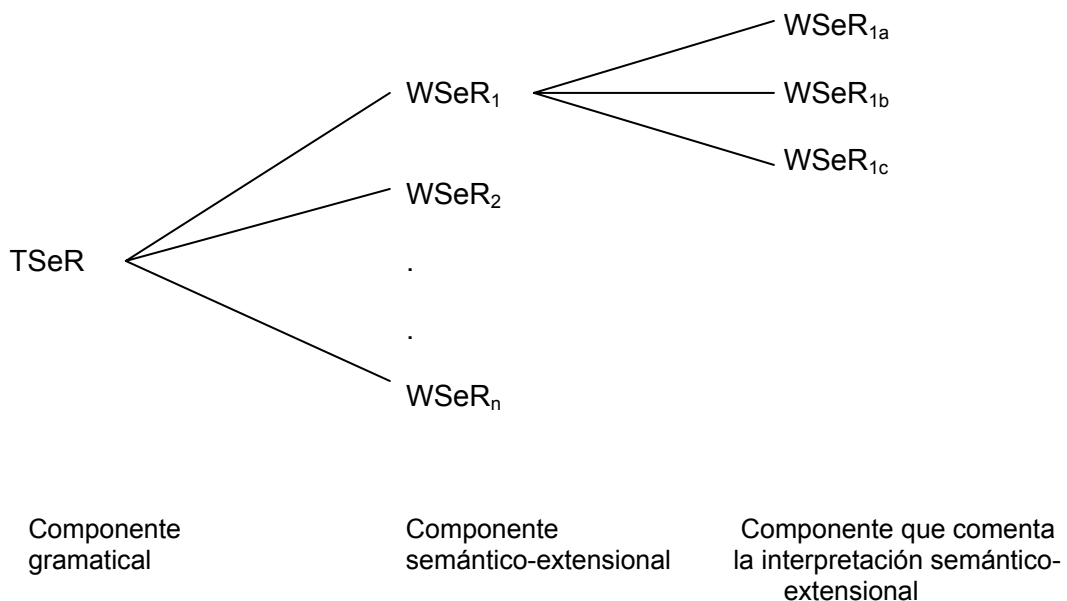 WSeR₁ₐ
WSeR₁ WSeR₁b
WSeR₁c
WSeR₂
TSeR .
.
WSeRₙ
Componente Componente Componente que comenta
gramatical semántico-extensional la interpretación semántico-
extensional